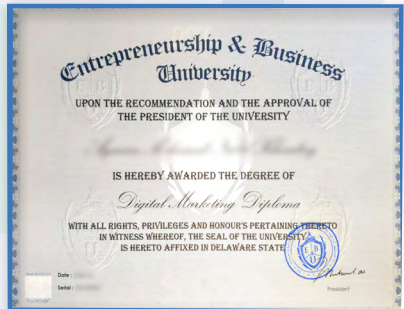 Entrepreneurship & Business
University
UPON THE RECOMMENDATION AND THE APPROVAL OF
THE PRESIDENT OF THE UNIVERSITY
IS HEREBY AWARDED THE DEGREE OF
Digital Marketing Diploma
WITH ALL RIGHTS, PRIVILEGES AND HONOUR'S PERTAINING THERETO
IN WITNESS WHEREOF, THE SEAL OF THE UNIVERSITY
IS HERETO AFFIXED IN DELAWARE STATE
Date :
Serial :
President